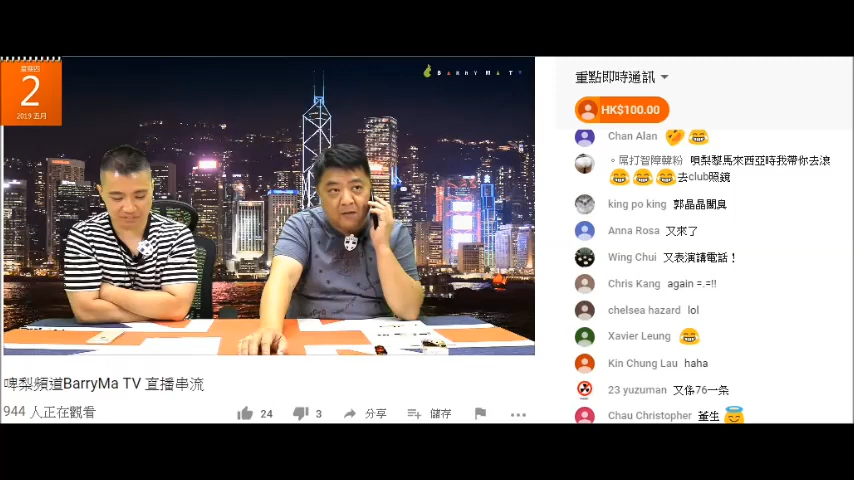 星期四
2
2019 五月
BARRYMATV
啤梨頻道BarryMa TV 直播串流
944 人正在觀看
24
3
分享
儲存
重點即時通訊
HK$100.00
Chan Alan
。屌打智障韓粉 唄梨黎馬來西亞時我帶你去滾
去club照鏡
king po king 郭晶晶閪臭
Anna Rosa 又來了
Wing Chui 又表演講電話！
Chris Kang again =.=!!
chelsea hazard lol
Xavier Leung
Kin Chung Lau haha
23 yuzuman 又係76一条
Chau Christopher 董生